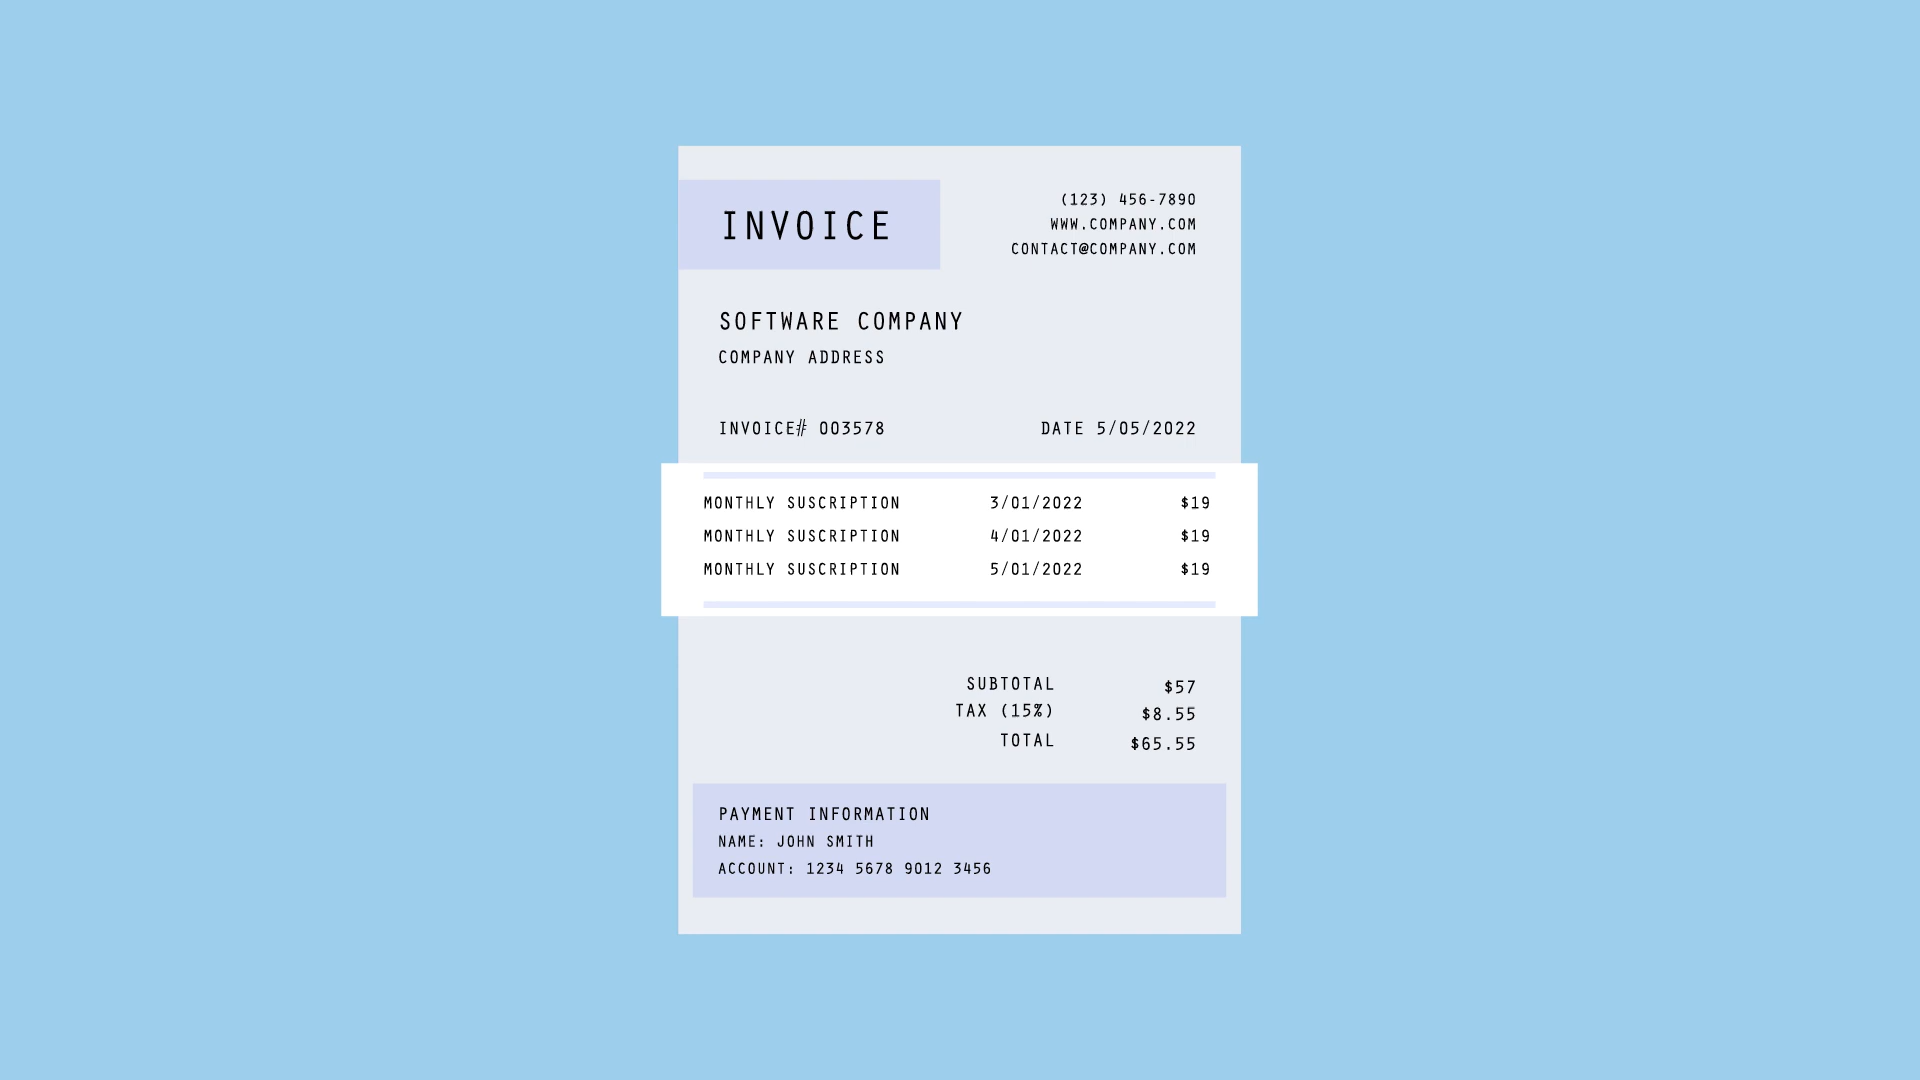 INVOICE
(123) 456-7890
WWW.COMPANY.COM
CONTACT@COMPANY.COM
SOFTWARE COMPANY
COMPANY ADDRESS
INVOICE# 003578 DATE 5/05/2022
MONTHLY SUSCRIPTION 3/01/2022 $19
MONTHLY SUSCRIPTION 4/01/2022 $19
MONTHLY SUSCRIPTION 5/01/2022 $19
SUBTOTAL $57
TAX (15%) $8.55
TOTAL $65.55
PAYMENT INFORMATION
NAME: JOHN SMITH
ACCOUNT: 1234 5678 9012 3456